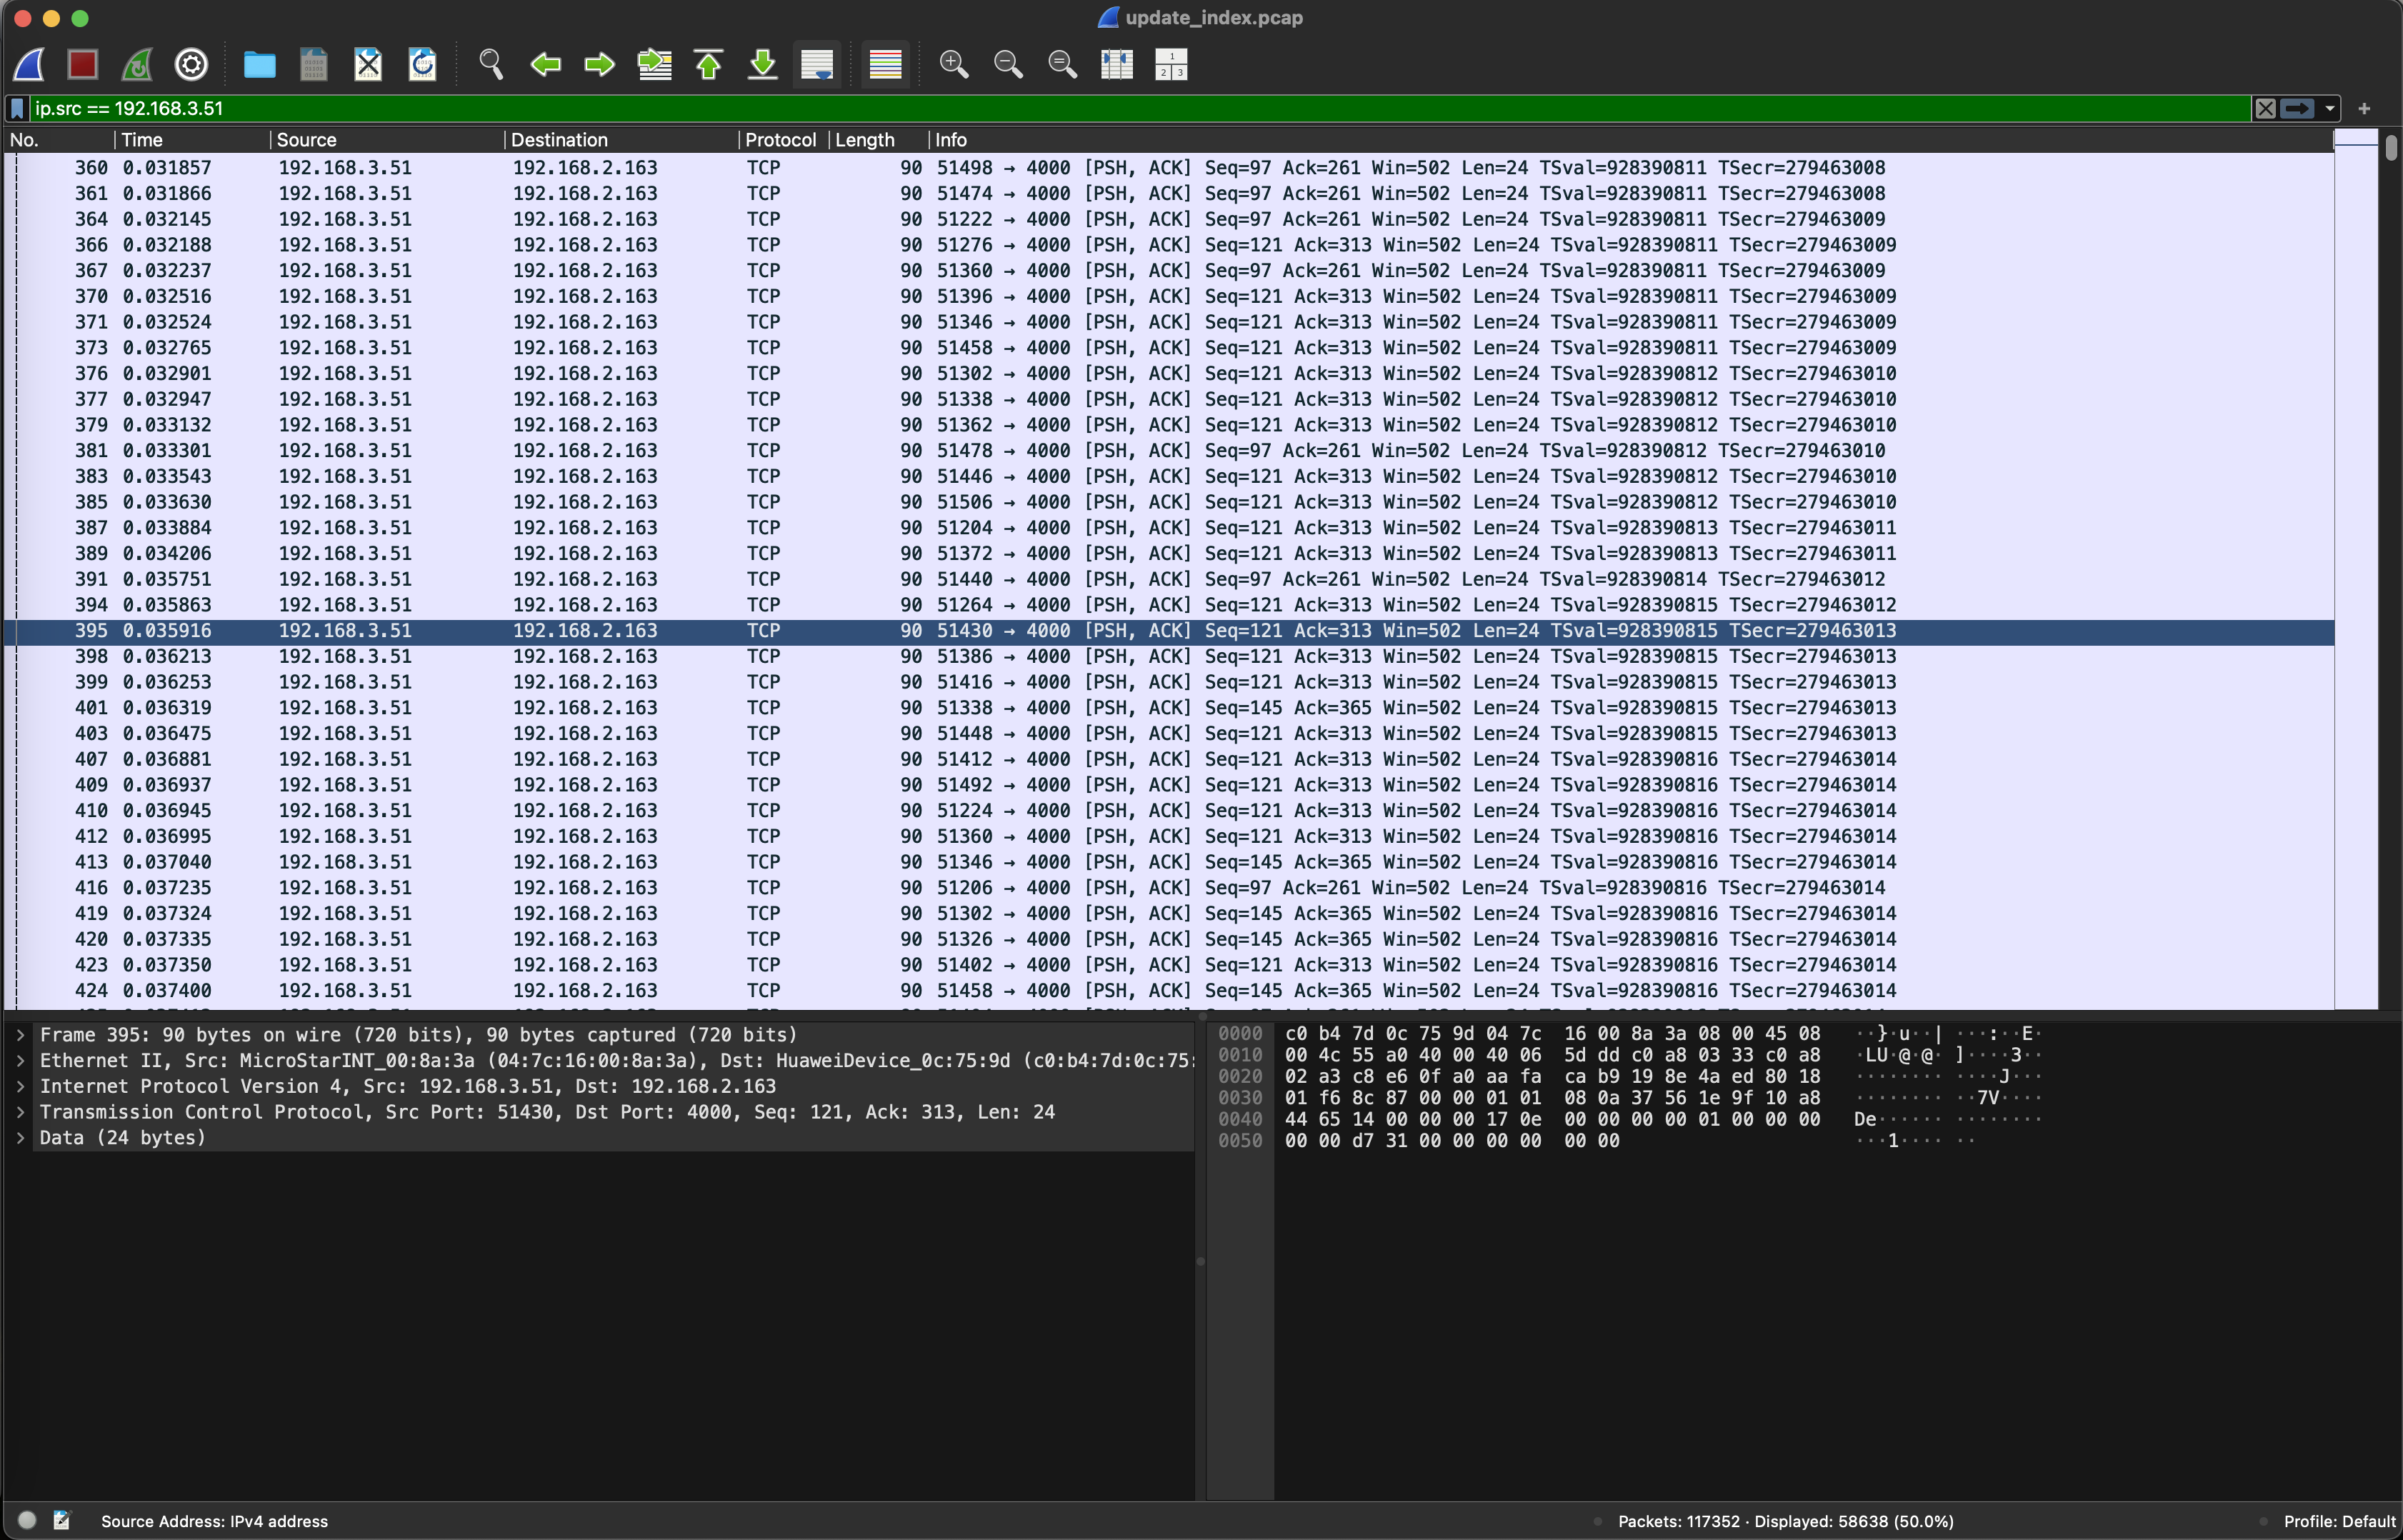 update_index.pcap
ip.src == 192.168.3.51
No. Time Source Destination Protocol Length Info
360 0.031857 192.168.3.51 192.168.2.163 TCP 90 51498 → 4000 [PSH, ACK] Seq=97 Ack=261 Win=502 Len=24 TSval=928390811 TSecr=279463008
361 0.031866 192.168.3.51 192.168.2.163 TCP 90 51474 → 4000 [PSH, ACK] Seq=97 Ack=261 Win=502 Len=24 TSval=928390811 TSecr=279463008
364 0.032145 192.168.3.51 192.168.2.163 TCP 90 51222 → 4000 [PSH, ACK] Seq=97 Ack=261 Win=502 Len=24 TSval=928390811 TSecr=279463009
366 0.032188 192.168.3.51 192.168.2.163 TCP 90 51276 → 4000 [PSH, ACK] Seq=121 Ack=313 Win=502 Len=24 TSval=928390811 TSecr=279463009
367 0.032237 192.168.3.51 192.168.2.163 TCP 90 51360 → 4000 [PSH, ACK] Seq=97 Ack=261 Win=502 Len=24 TSval=928390811 TSecr=279463009
370 0.032516 192.168.3.51 192.168.2.163 TCP 90 51396 → 4000 [PSH, ACK] Seq=121 Ack=313 Win=502 Len=24 TSval=928390811 TSecr=279463009
371 0.032524 192.168.3.51 192.168.2.163 TCP 90 51346 → 4000 [PSH, ACK] Seq=121 Ack=313 Win=502 Len=24 TSval=928390811 TSecr=279463009
373 0.032765 192.168.3.51 192.168.2.163 TCP 90 51458 → 4000 [PSH, ACK] Seq=121 Ack=313 Win=502 Len=24 TSval=928390811 TSecr=279463009
376 0.032901 192.168.3.51 192.168.2.163 TCP 90 51302 → 4000 [PSH, ACK] Seq=121 Ack=313 Win=502 Len=24 TSval=928390812 TSecr=279463010
377 0.032947 192.168.3.51 192.168.2.163 TCP 90 51338 → 4000 [PSH, ACK] Seq=121 Ack=313 Win=502 Len=24 TSval=928390812 TSecr=279463010
379 0.033132 192.168.3.51 192.168.2.163 TCP 90 51362 → 4000 [PSH, ACK] Seq=121 Ack=313 Win=502 Len=24 TSval=928390812 TSecr=279463010
381 0.033301 192.168.3.51 192.168.2.163 TCP 90 51478 → 4000 [PSH, ACK] Seq=97 Ack=261 Win=502 Len=24 TSval=928390812 TSecr=279463010
383 0.033543 192.168.3.51 192.168.2.163 TCP 90 51446 → 4000 [PSH, ACK] Seq=121 Ack=313 Win=502 Len=24 TSval=928390812 TSecr=279463010
385 0.033630 192.168.3.51 192.168.2.163 TCP 90 51506 → 4000 [PSH, ACK] Seq=121 Ack=313 Win=502 Len=24 TSval=928390812 TSecr=279463010
387 0.033884 192.168.3.51 192.168.2.163 TCP 90 51204 → 4000 [PSH, ACK] Seq=121 Ack=313 Win=502 Len=24 TSval=928390813 TSecr=279463011
389 0.034206 192.168.3.51 192.168.2.163 TCP 90 51372 → 4000 [PSH, ACK] Seq=121 Ack=313 Win=502 Len=24 TSval=928390813 TSecr=279463011
391 0.035751 192.168.3.51 192.168.2.163 TCP 90 51440 → 4000 [PSH, ACK] Seq=97 Ack=261 Win=502 Len=24 TSval=928390814 TSecr=279463012
394 0.035863 192.168.3.51 192.168.2.163 TCP 90 51264 → 4000 [PSH, ACK] Seq=121 Ack=313 Win=502 Len=24 TSval=928390815 TSecr=279463012
395 0.035916 192.168.3.51 192.168.2.163 TCP 90 51430 → 4000 [PSH, ACK] Seq=121 Ack=313 Win=502 Len=24 TSval=928390815 TSecr=279463013
398 0.036213 192.168.3.51 192.168.2.163 TCP 90 51386 → 4000 [PSH, ACK] Seq=121 Ack=313 Win=502 Len=24 TSval=928390815 TSecr=279463013
399 0.036253 192.168.3.51 192.168.2.163 TCP 90 51416 → 4000 [PSH, ACK] Seq=121 Ack=313 Win=502 Len=24 TSval=928390815 TSecr=279463013
401 0.036319 192.168.3.51 192.168.2.163 TCP 90 51338 → 4000 [PSH, ACK] Seq=145 Ack=365 Win=502 Len=24 TSval=928390815 TSecr=279463013
403 0.036475 192.168.3.51 192.168.2.163 TCP 90 51448 → 4000 [PSH, ACK] Seq=121 Ack=313 Win=502 Len=24 TSval=928390815 TSecr=279463013
407 0.036881 192.168.3.51 192.168.2.163 TCP 90 51412 → 4000 [PSH, ACK] Seq=121 Ack=313 Win=502 Len=24 TSval=928390816 TSecr=279463014
409 0.036937 192.168.3.51 192.168.2.163 TCP 90 51492 → 4000 [PSH, ACK] Seq=121 Ack=313 Win=502 Len=24 TSval=928390816 TSecr=279463014
410 0.036945 192.168.3.51 192.168.2.163 TCP 90 51224 → 4000 [PSH, ACK] Seq=121 Ack=313 Win=502 Len=24 TSval=928390816 TSecr=279463014
412 0.036995 192.168.3.51 192.168.2.163 TCP 90 51360 → 4000 [PSH, ACK] Seq=121 Ack=313 Win=502 Len=24 TSval=928390816 TSecr=279463014
413 0.037040 192.168.3.51 192.168.2.163 TCP 90 51346 → 4000 [PSH, ACK] Seq=145 Ack=365 Win=502 Len=24 TSval=928390816 TSecr=279463014
416 0.037235 192.168.3.51 192.168.2.163 TCP 90 51206 → 4000 [PSH, ACK] Seq=97 Ack=261 Win=502 Len=24 TSval=928390816 TSecr=279463014
419 0.037324 192.168.3.51 192.168.2.163 TCP 90 51302 → 4000 [PSH, ACK] Seq=145 Ack=365 Win=502 Len=24 TSval=928390816 TSecr=279463014
420 0.037335 192.168.3.51 192.168.2.163 TCP 90 51326 → 4000 [PSH, ACK] Seq=145 Ack=365 Win=502 Len=24 TSval=928390816 TSecr=279463014
423 0.037350 192.168.3.51 192.168.2.163 TCP 90 51402 → 4000 [PSH, ACK] Seq=121 Ack=313 Win=502 Len=24 TSval=928390816 TSecr=279463014
424 0.037400 192.168.3.51 192.168.2.163 TCP 90 51458 → 4000 [PSH, ACK] Seq=145 Ack=365 Win=502 Len=24 TSval=928390816 TSecr=279463014
Frame 395: 90 bytes on wire (720 bits), 90 bytes captured (720 bits)
Ethernet II, Src: MicroStarINT_00:8a:3a (04:7c:16:00:8a:3a), Dst: HuaweiDevice_0c:75:9d (c0:b4:7d:0c:75:
Internet Protocol Version 4, Src: 192.168.3.51, Dst: 192.168.2.163
Transmission Control Protocol, Src Port: 51430, Dst Port: 4000, Seq: 121, Ack: 313, Len: 24
Data (24 bytes)
0000 c0 b4 7d 0c 75 9d 04 7c 16 00 8a 3a 08 00 45 08 ··}·u··| ···:··E·
0010 00 4c 55 a0 40 00 40 06 5d dd c0 a8 03 33 c0 a8 ·LU·@·@· ]····3··
0020 02 a3 c8 e6 0f a0 aa fa ca b9 19 8e 4a ed 80 18 ········ ····J···
0030 01 f6 8c 87 00 00 01 01 08 0a 37 56 1e 9f 10 a8 ········ ··7V····
0040 44 65 14 00 00 00 17 0e 00 00 00 00 01 00 00 00 De······ ········
0050 00 00 d7 31 00 00 00 00 00 00 ···1···· ··
Source Address: IPv4 address
Packets: 117352 · Displayed: 58638 (50.0%)
Profile: Default